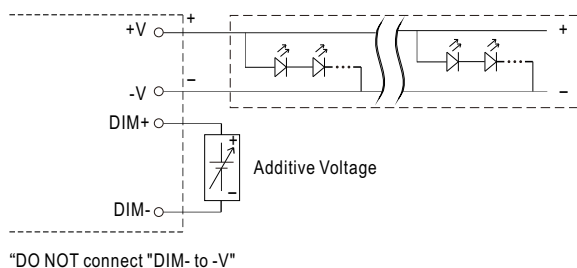 +V
+
+
-V
−
−
DIM+
+
Additive Voltage
−
DIM-
“DO NOT connect "DIM- to -V"